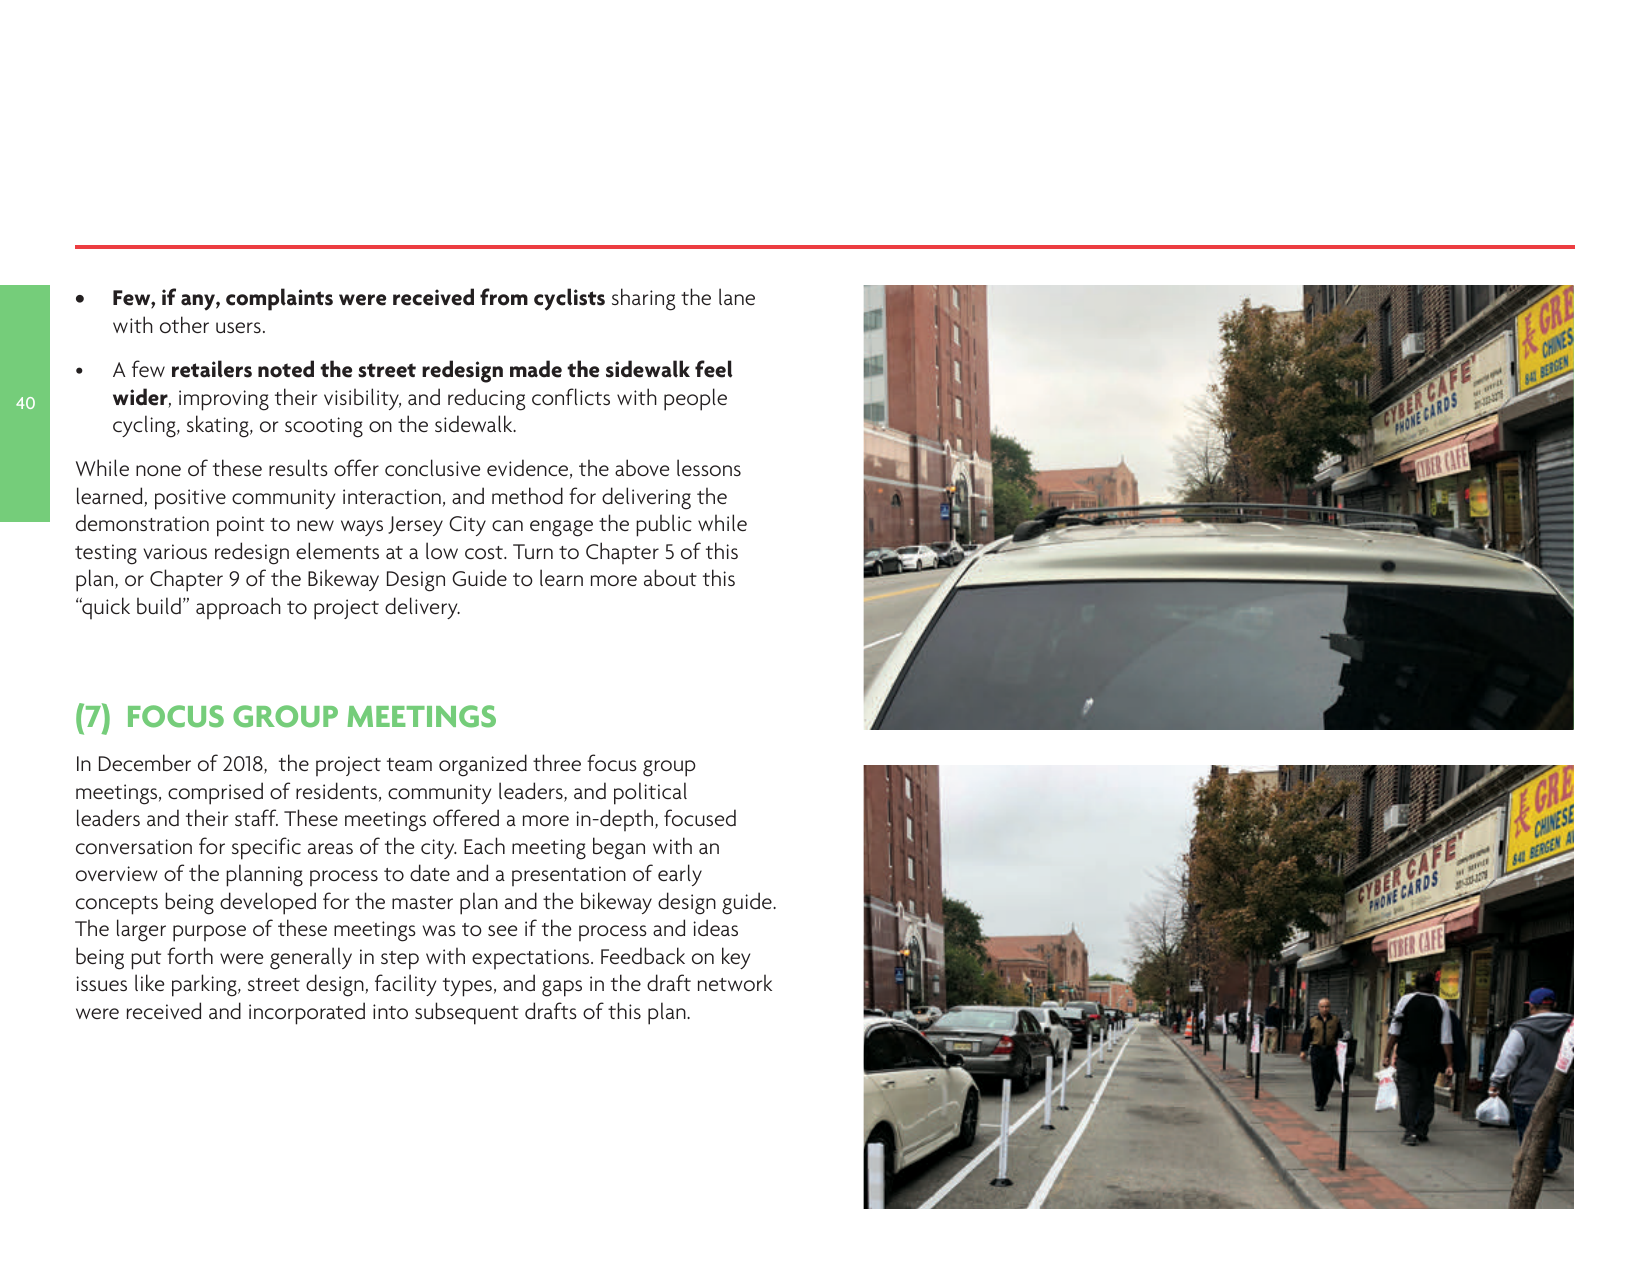 40
• Few, if any, complaints were received from cyclists sharing the lane
with other users.
• A few retailers noted the street redesign made the sidewalk feel
wider, improving their visibility, and reducing conflicts with people
cycling, skating, or scooting on the sidewalk.
While none of these results offer conclusive evidence, the above lessons
learned, positive community interaction, and method for delivering the
demonstration point to new ways Jersey City can engage the public while
testing various redesign elements at a low cost. Turn to Chapter 5 of this
plan, or Chapter 9 of the Bikeway Design Guide to learn more about this
“quick build” approach to project delivery.
(7) FOCUS GROUP MEETINGS
In December of 2018, the project team organized three focus group
meetings, comprised of residents, community leaders, and political
leaders and their staff. These meetings offered a more in-depth, focused
conversation for specific areas of the city. Each meeting began with an
overview of the planning process to date and a presentation of early
concepts being developed for the master plan and the bikeway design guide.
The larger purpose of these meetings was to see if the process and ideas
being put forth were generally in step with expectations. Feedback on key
issues like parking, street design, facility types, and gaps in the draft network
were received and incorporated into subsequent drafts of this plan.
長 GRE
CHINES
841 BERGEN
CYBER CAFE
PHONE CARDS
201-333-3278
CYBER CAFE
長 GRE
CHINESE
841 BERGEN AV
CYBER CAFE
PHONE CARDS
201-333-3278
CYBER CAFE